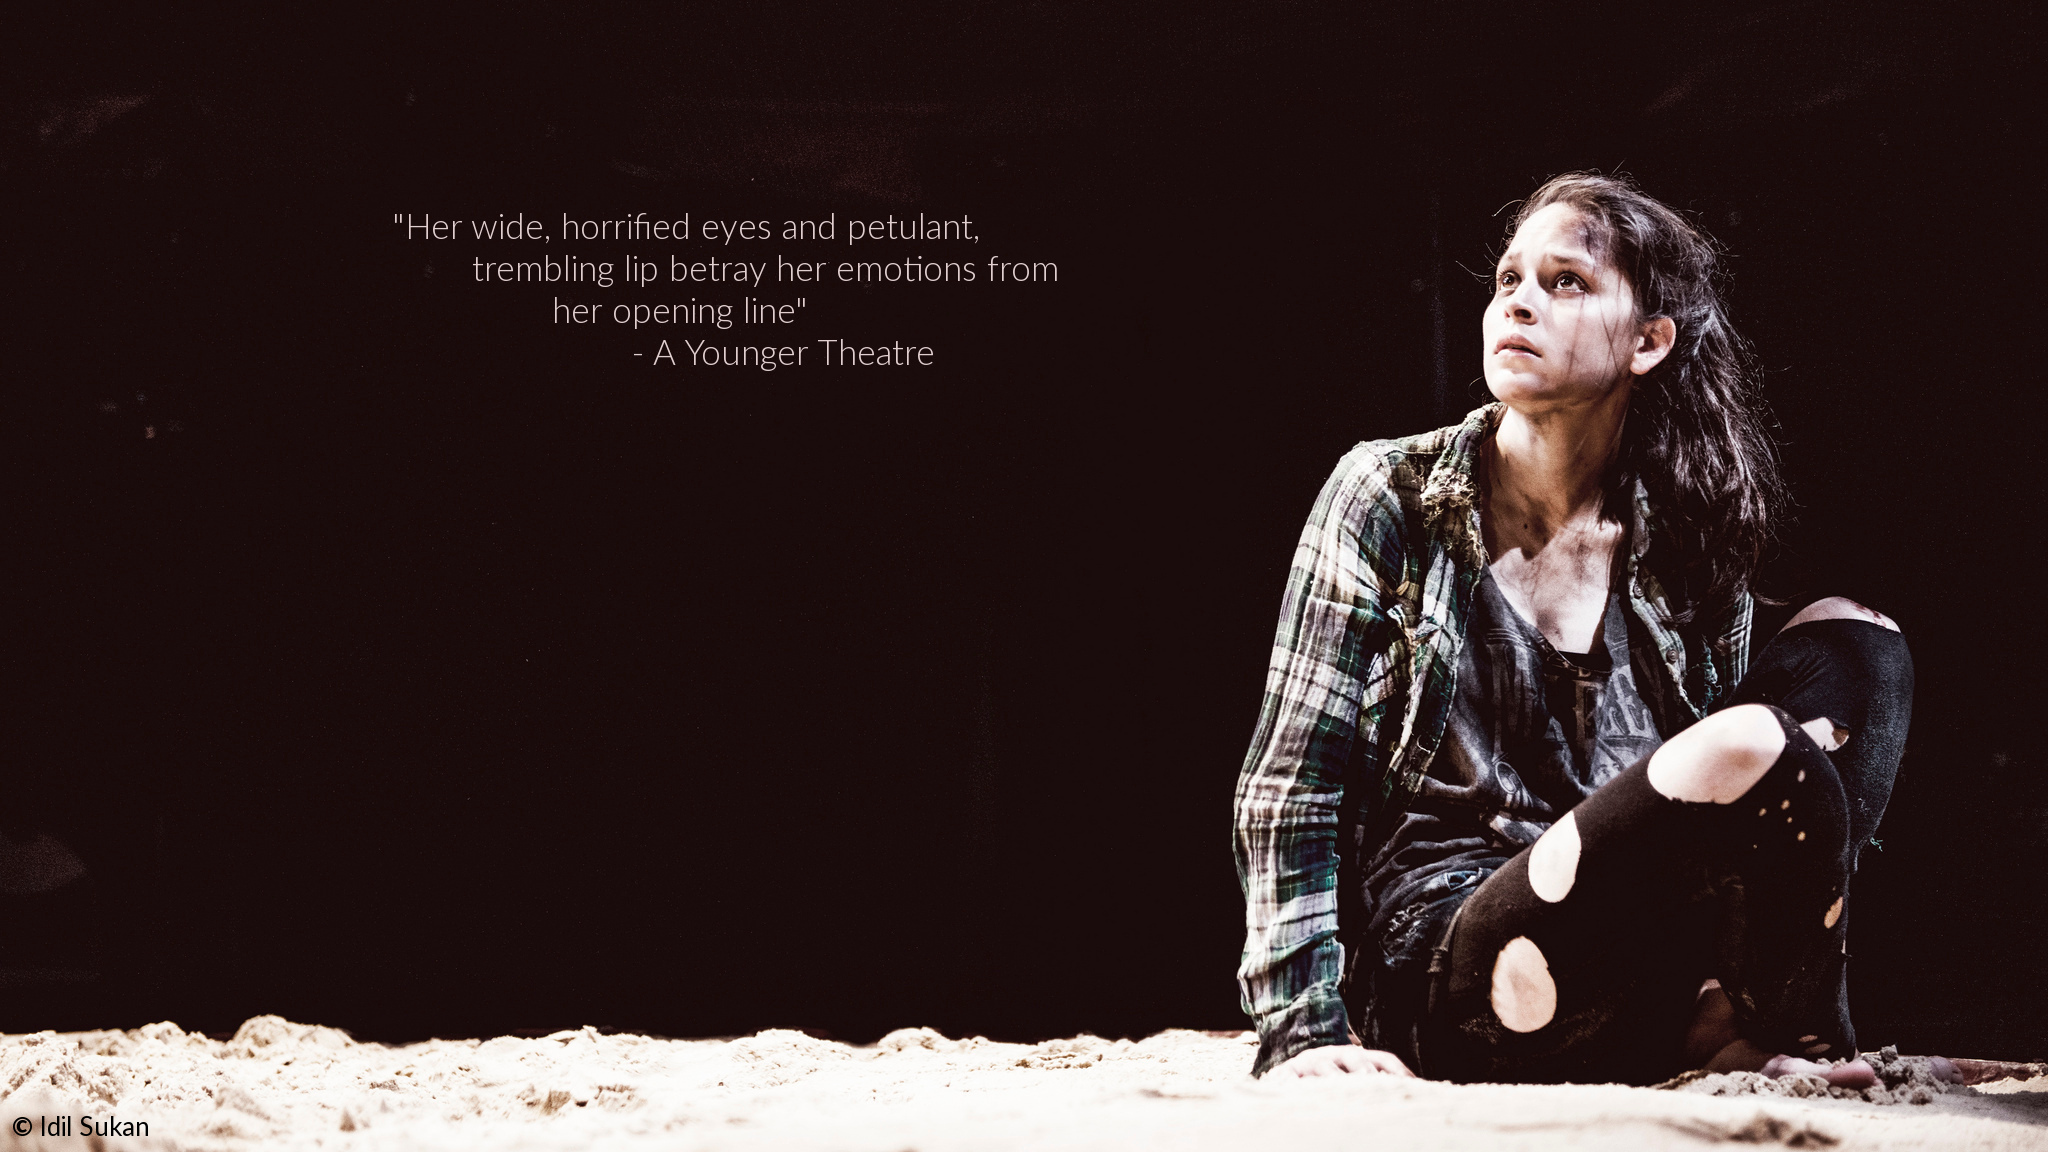 "Her wide, horrified eyes and petulant,
trembling lip betray her emotions from
her opening line"
- A Younger Theatre
© Idil Sukan